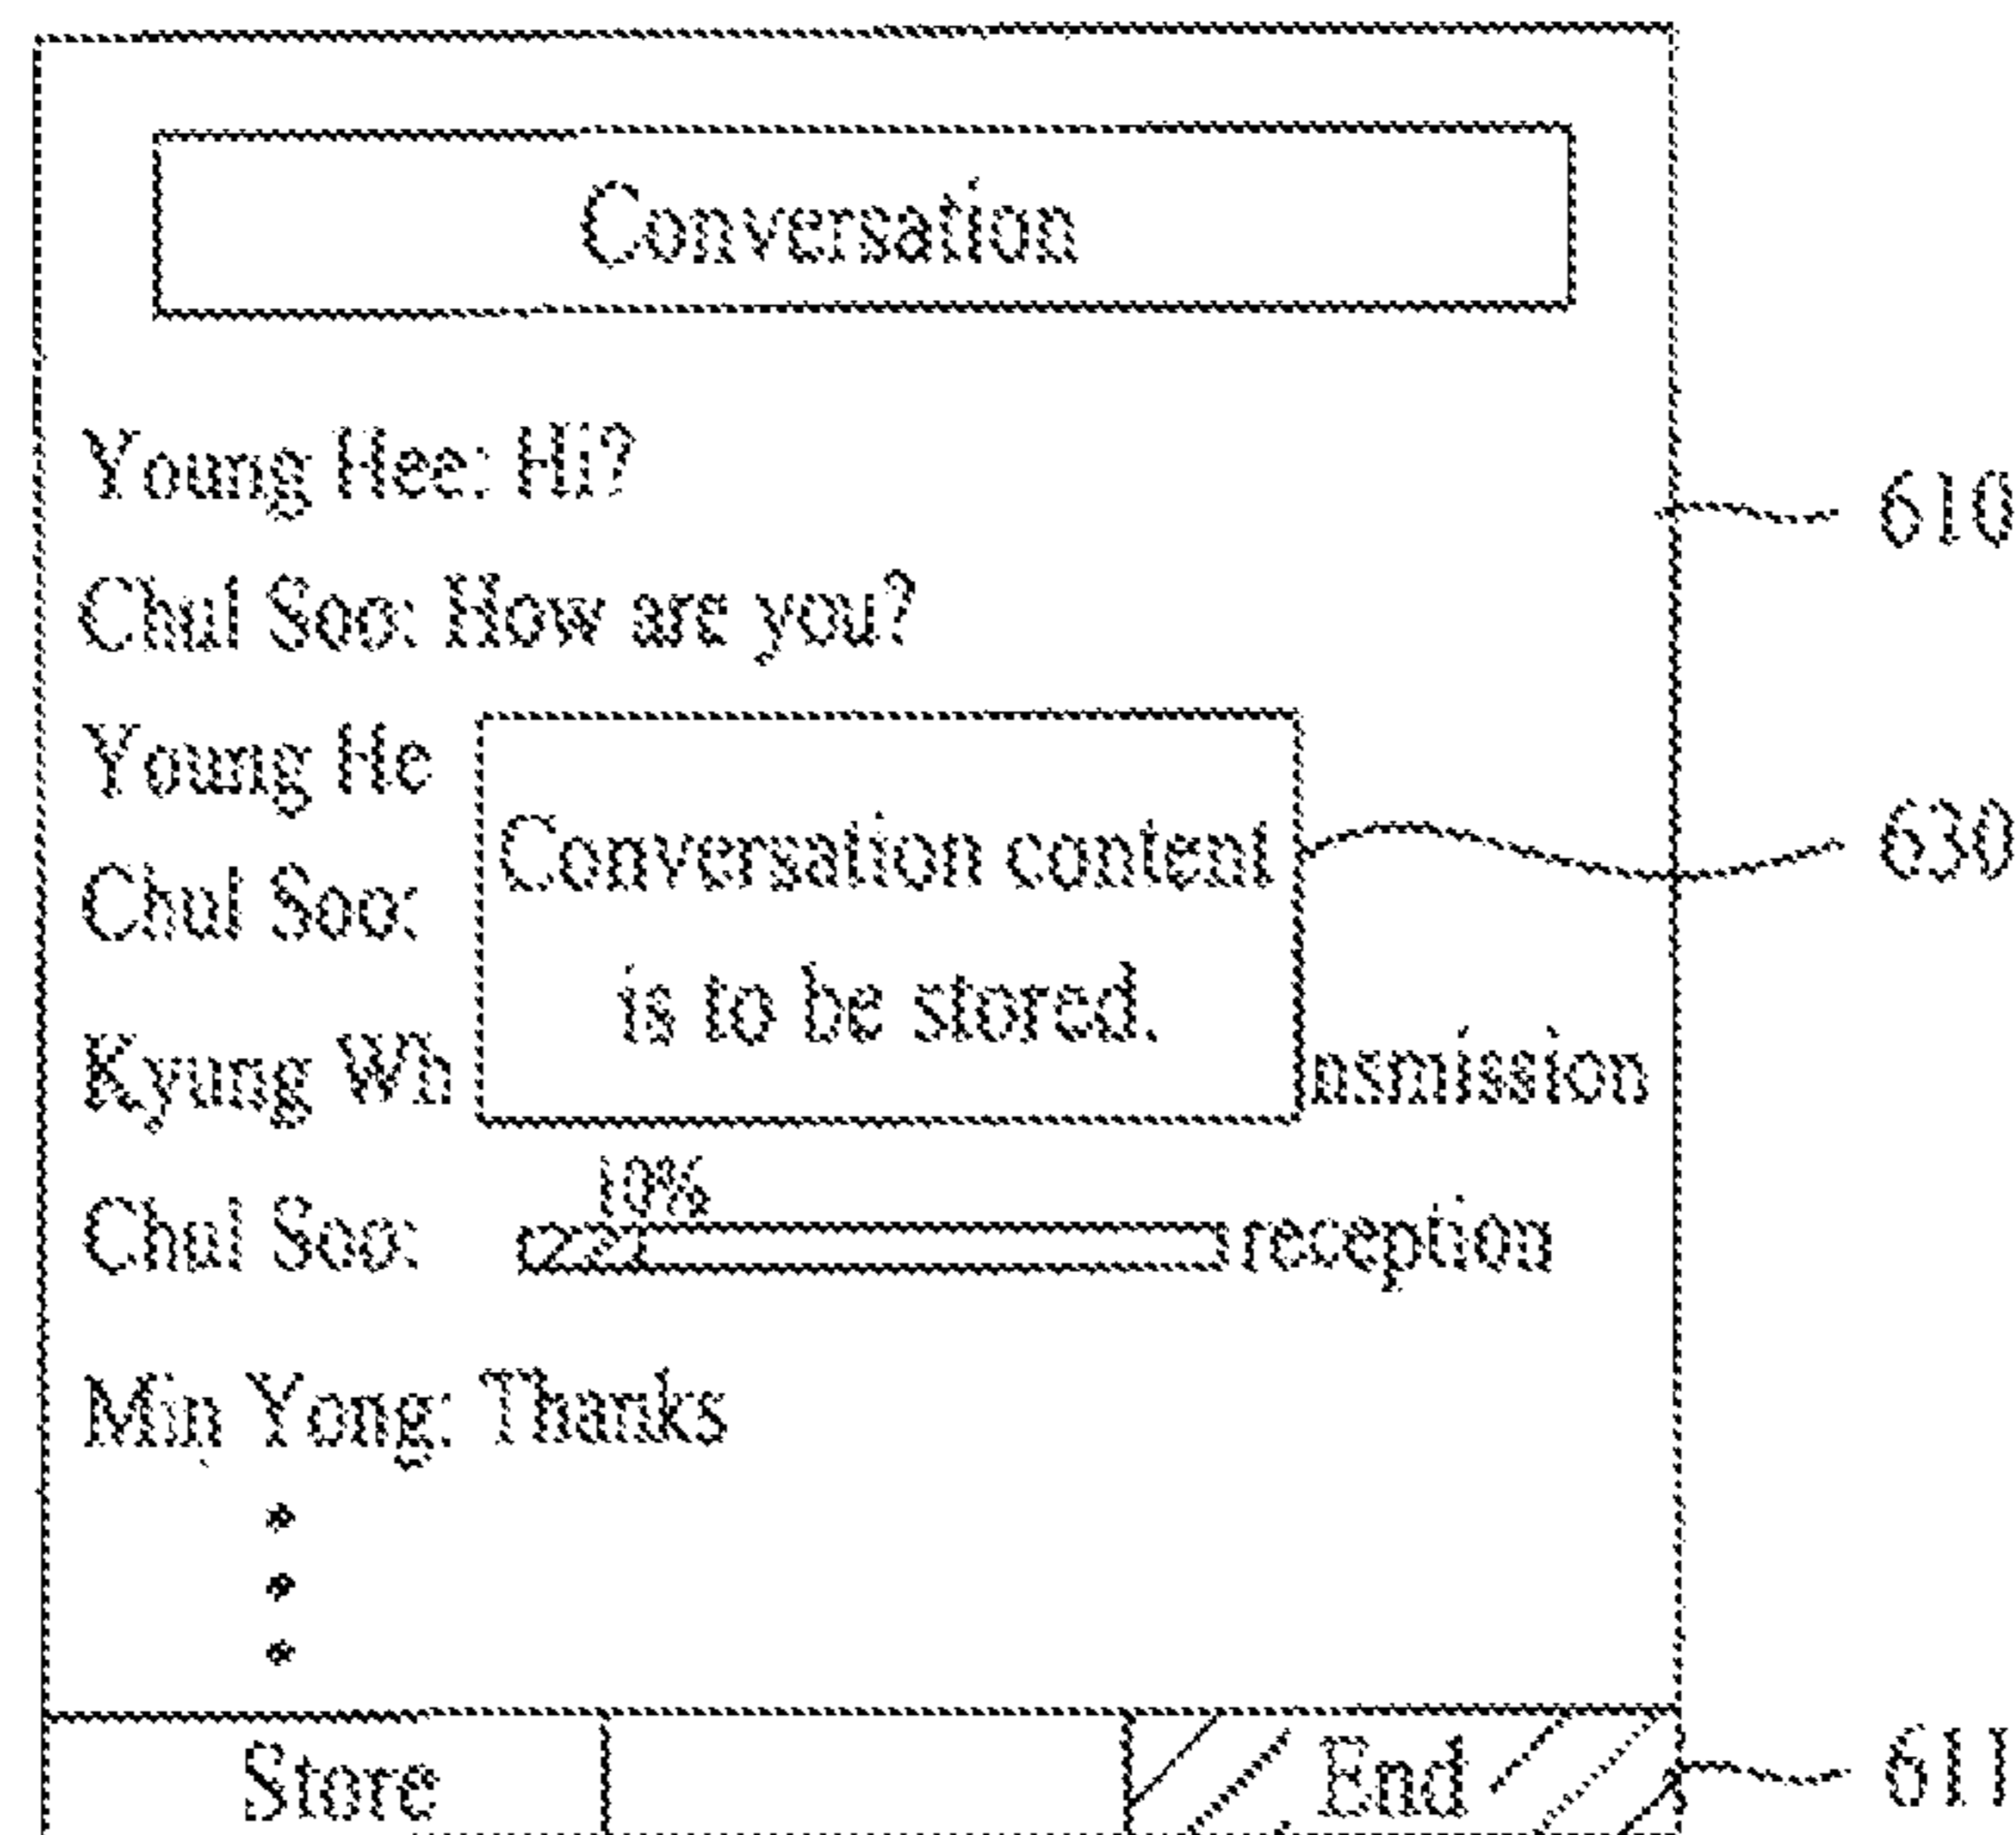 Conversation
Young Hee: Hi?
610
Chul Soo: How are you?
Young He
Conversation content
630
Chul Soo:
is to be stored.
Kyung Wh
nsmission
10%
Chul Soo:
reception
Min Yong: Thanks
Store
End
611